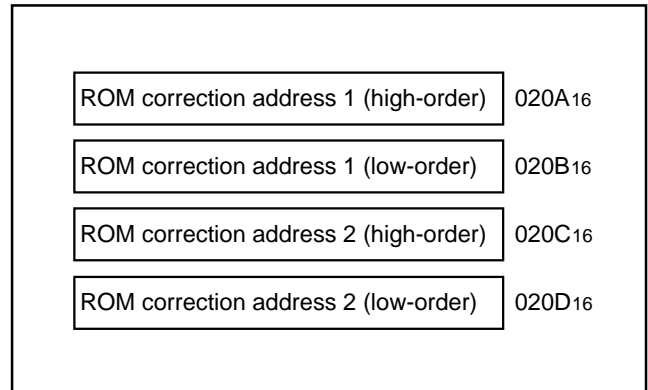 ROM correction address 1 (high-order) 020A16
ROM correction address 1 (low-order) 020B16
ROM correction address 2 (high-order) 020C16
ROM correction address 2 (low-order) 020D16